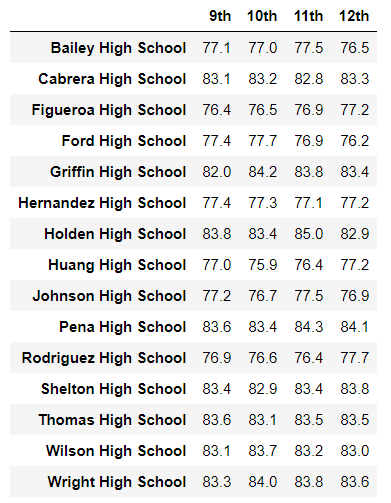 9th 10th 11th 12th
Bailey High School 77.1 77.0 77.5 76.5
Cabrera High School 83.1 83.2 82.8 83.3
Figueroa High School 76.4 76.5 76.9 77.2
Ford High School 77.4 77.7 76.9 76.2
Griffin High School 82.0 84.2 83.8 83.4
Hernandez High School 77.4 77.3 77.1 77.2
Holden High School 83.8 83.4 85.0 82.9
Huang High School 77.0 75.9 76.4 77.2
Johnson High School 77.2 76.7 77.5 76.9
Pena High School 83.6 83.4 84.3 84.1
Rodriguez High School 76.9 76.6 76.4 77.7
Shelton High School 83.4 82.9 83.4 83.8
Thomas High School 83.6 83.1 83.5 83.5
Wilson High School 83.1 83.7 83.2 83.0
Wright High School 83.3 84.0 83.8 83.6